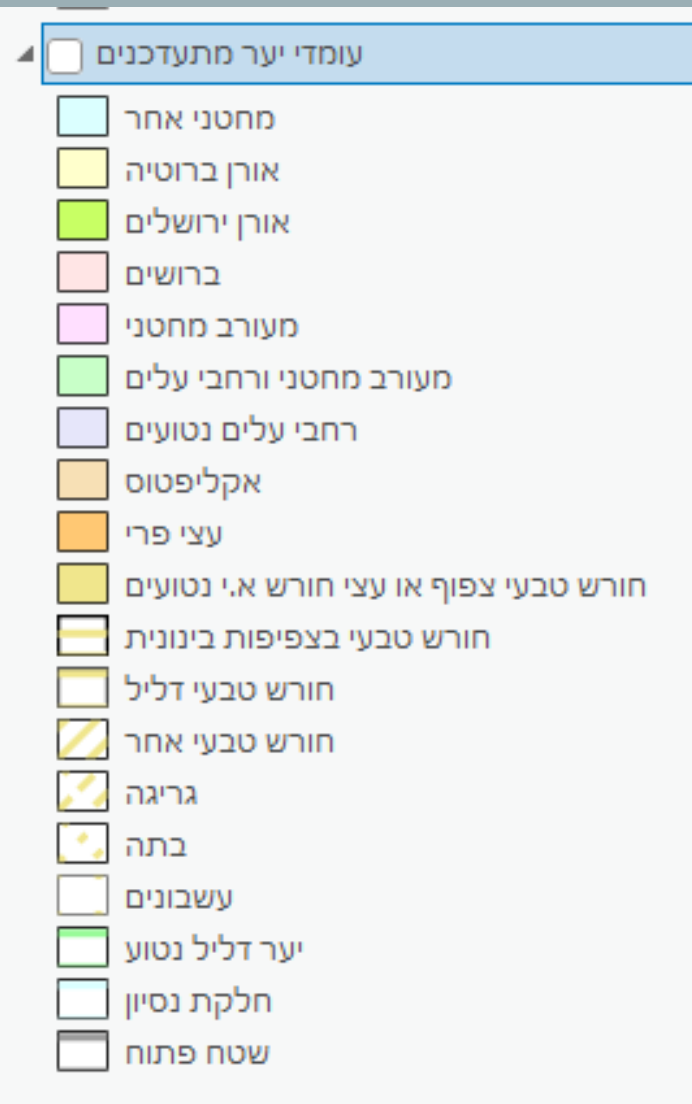 עומדי יער מתעדכנים
מחטני אחר
אורן ברוטיה
אורן ירושלים
ברושים
מעורב מחטני
מעורב מחטני ורחבי עלים
רחבי עלים נטועים
אקליפטוס
עצי פרי
חורש טבעי צפוף או עצי חורש א.י נטועים
חורש טבעי בצפיפות בינונית
חורש טבעי דליל
חורש טבעי אחר
גריגה
בתה
עשבונים
יער דליל נטוע
חלקת נסיון
שטח פתוח